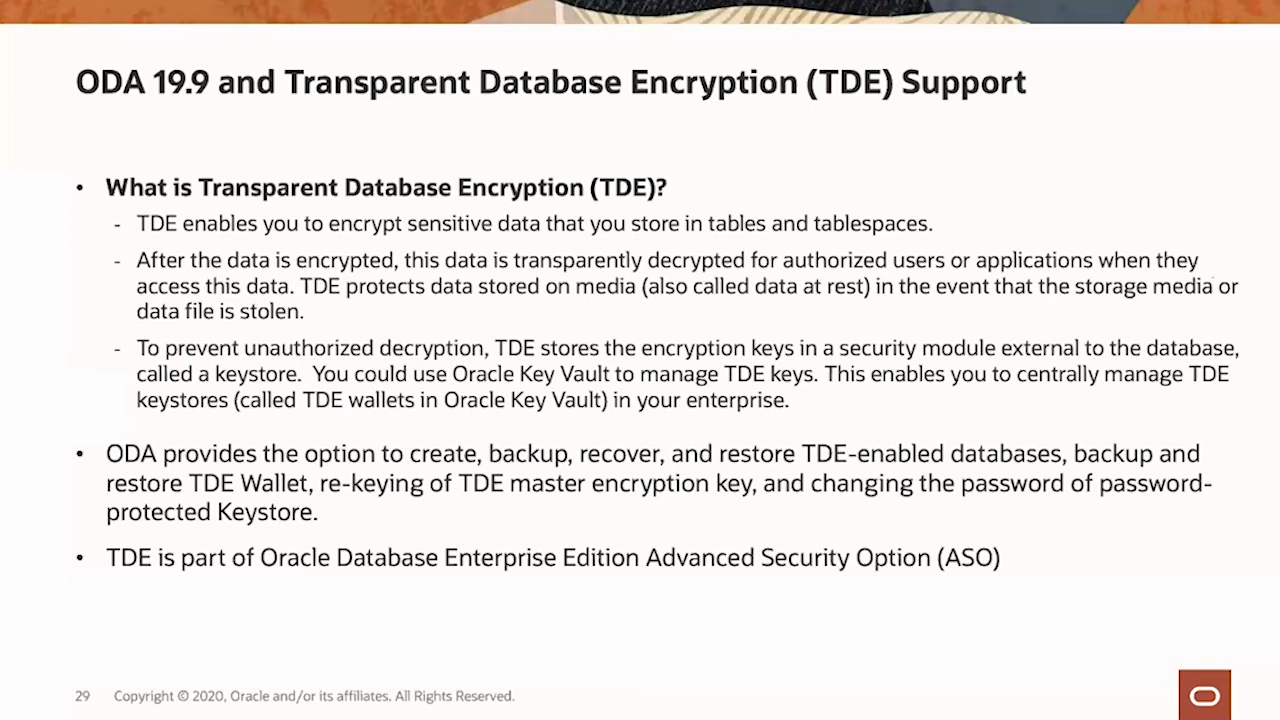 ODA 19.9 and Transparent Database Encryption (TDE) Support
• What is Transparent Database Encryption (TDE)?
- TDE enables you to encrypt sensitive data that you store in tables and tablespaces.
- After the data is encrypted, this data is transparently decrypted for authorized users or applications when they
access this data. TDE protects data stored on media (also called data at rest) in the event that the storage media or
data file is stolen.
- To prevent unauthorized decryption, TDE stores the encryption keys in a security module external to the database,
called a keystore. You could use Oracle Key Vault to manage TDE keys. This enables you to centrally manage TDE
keystores (called TDE wallets in Oracle Key Vault) in your enterprise.
• ODA provides the option to create, backup, recover, and restore TDE-enabled databases, backup and
restore TDE Wallet, re-keying of TDE master encryption key, and changing the password of password-
protected Keystore.
• TDE is part of Oracle Database Enterprise Edition Advanced Security Option (ASO)
29 Copyright © 2020, Oracle and/or its affiliates. All Rights Reserved.